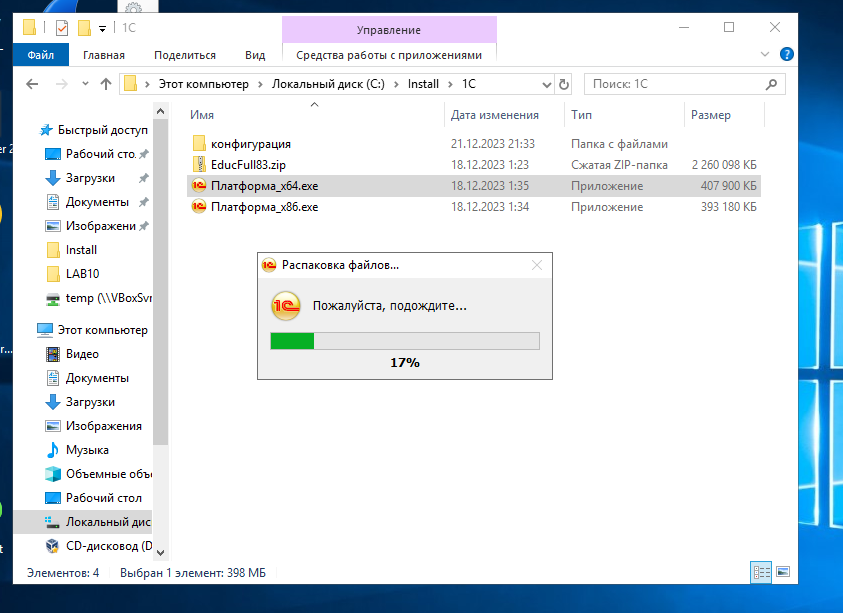 1С
Управление
Файл
Главная
Поделиться
Вид
Средства работы с приложениями
Этот компьютер
Локальный диск (C:)
Install
1С
Поиск: 1С
Имя
Дата изменения
Тип
Размер
конфигурация 21.12.2023 21:33 Папка с файлами
EducFull83.zip 18.12.2023 1:23 Сжатая ZIP-папка 2 260 098 КБ
Платформа_x64.exe 18.12.2023 1:35 Приложение 407 900 КБ
Платформа_x86.exe 18.12.2023 1:34 Приложение 393 180 КБ
Быстрый доступ
Рабочий сто.
Загрузки
Документы
Изображени
Install
LAB10
temp (\\VBoxSvr
Этот компьютер
Видео
Документы
Загрузки
Изображения
Музыка
Объемные объ
Рабочий стол
Локальный дис
CD-дисковод (D
Распаковка файлов...
1С
Пожалуйста, подождите...
17%
Элементов: 4
Выбран 1 элемент: 398 МБ